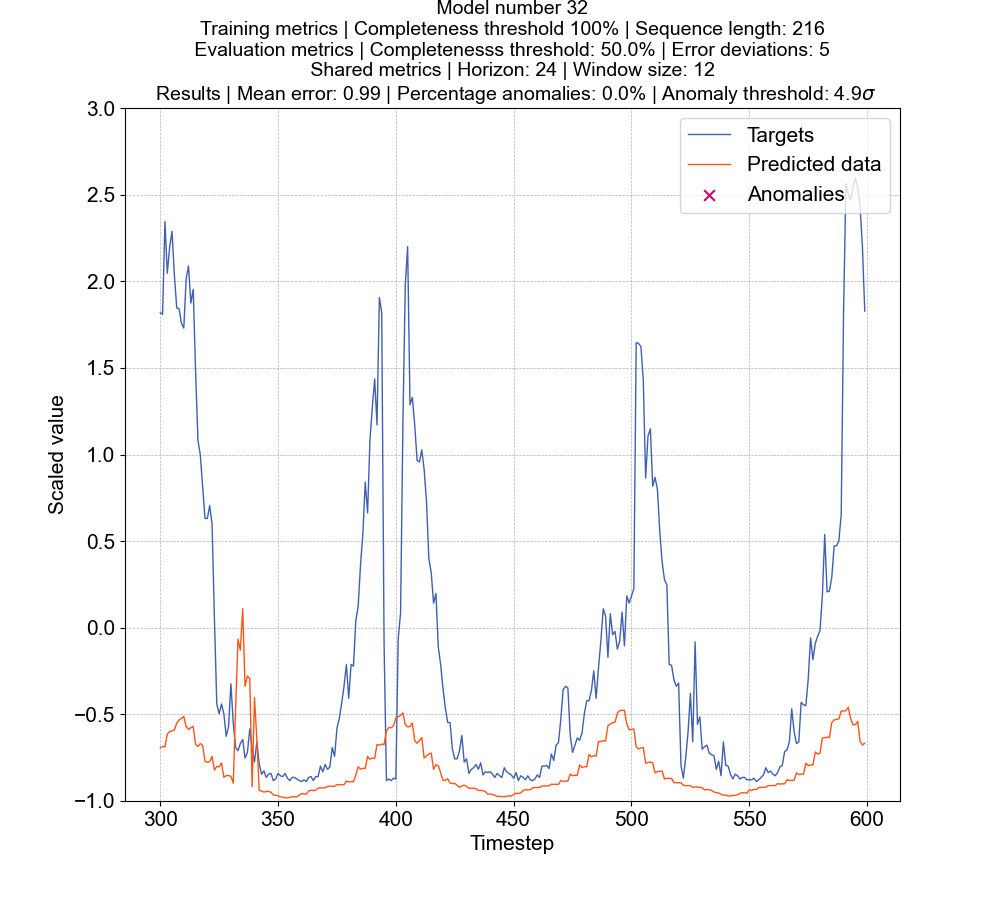 Model number 32
Training metrics | Completeness threshold 100% | Sequence length: 216
Evaluation metrics | Completenesss threshold: 50.0% | Error deviations: 5
Shared metrics | Horizon: 24 | Window size: 12
Results | Mean error: 0.99 | Percentage anomalies: 0.0% | Anomaly threshold: 4.9σ
Targets
Predicted data
Anomalies
Scaled value
3.0
2.5
2.0
1.5
1.0
0.5
0.0
−0.5
−1.0
300
350
400
450
500
550
600
Timestep